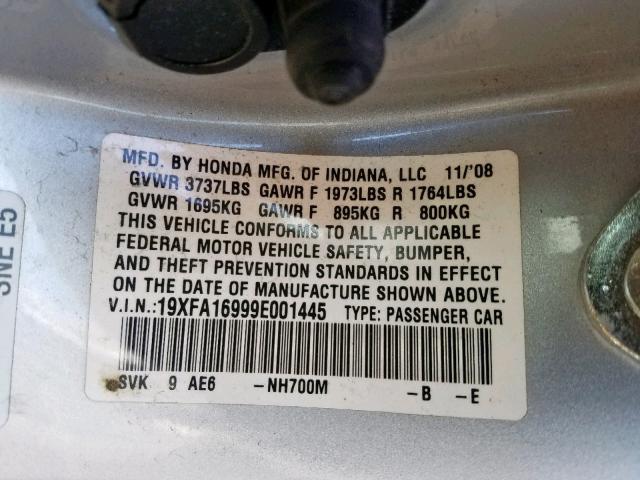 MFD. BY HONDA MFG. OF INDIANA, LLC 11/'08
GVWR 3737LBS GAWR F 1973LBS R 1764LBS
GVWR 1695KG GAWR F 895KG R 800KG
THIS VEHICLE CONFORMS TO ALL APPLICABLE
FEDERAL MOTOR VEHICLE SAFETY, BUMPER,
AND THEFT PREVENTION STANDARDS IN EFFECT
ON THE DATE OF MANUFACTURE SHOWN ABOVE.
V.I.N.:19XFA16999E001445 TYPE: PASSENGER CAR
SVK 9 AE6 -NH700M -B -E
SNE E5